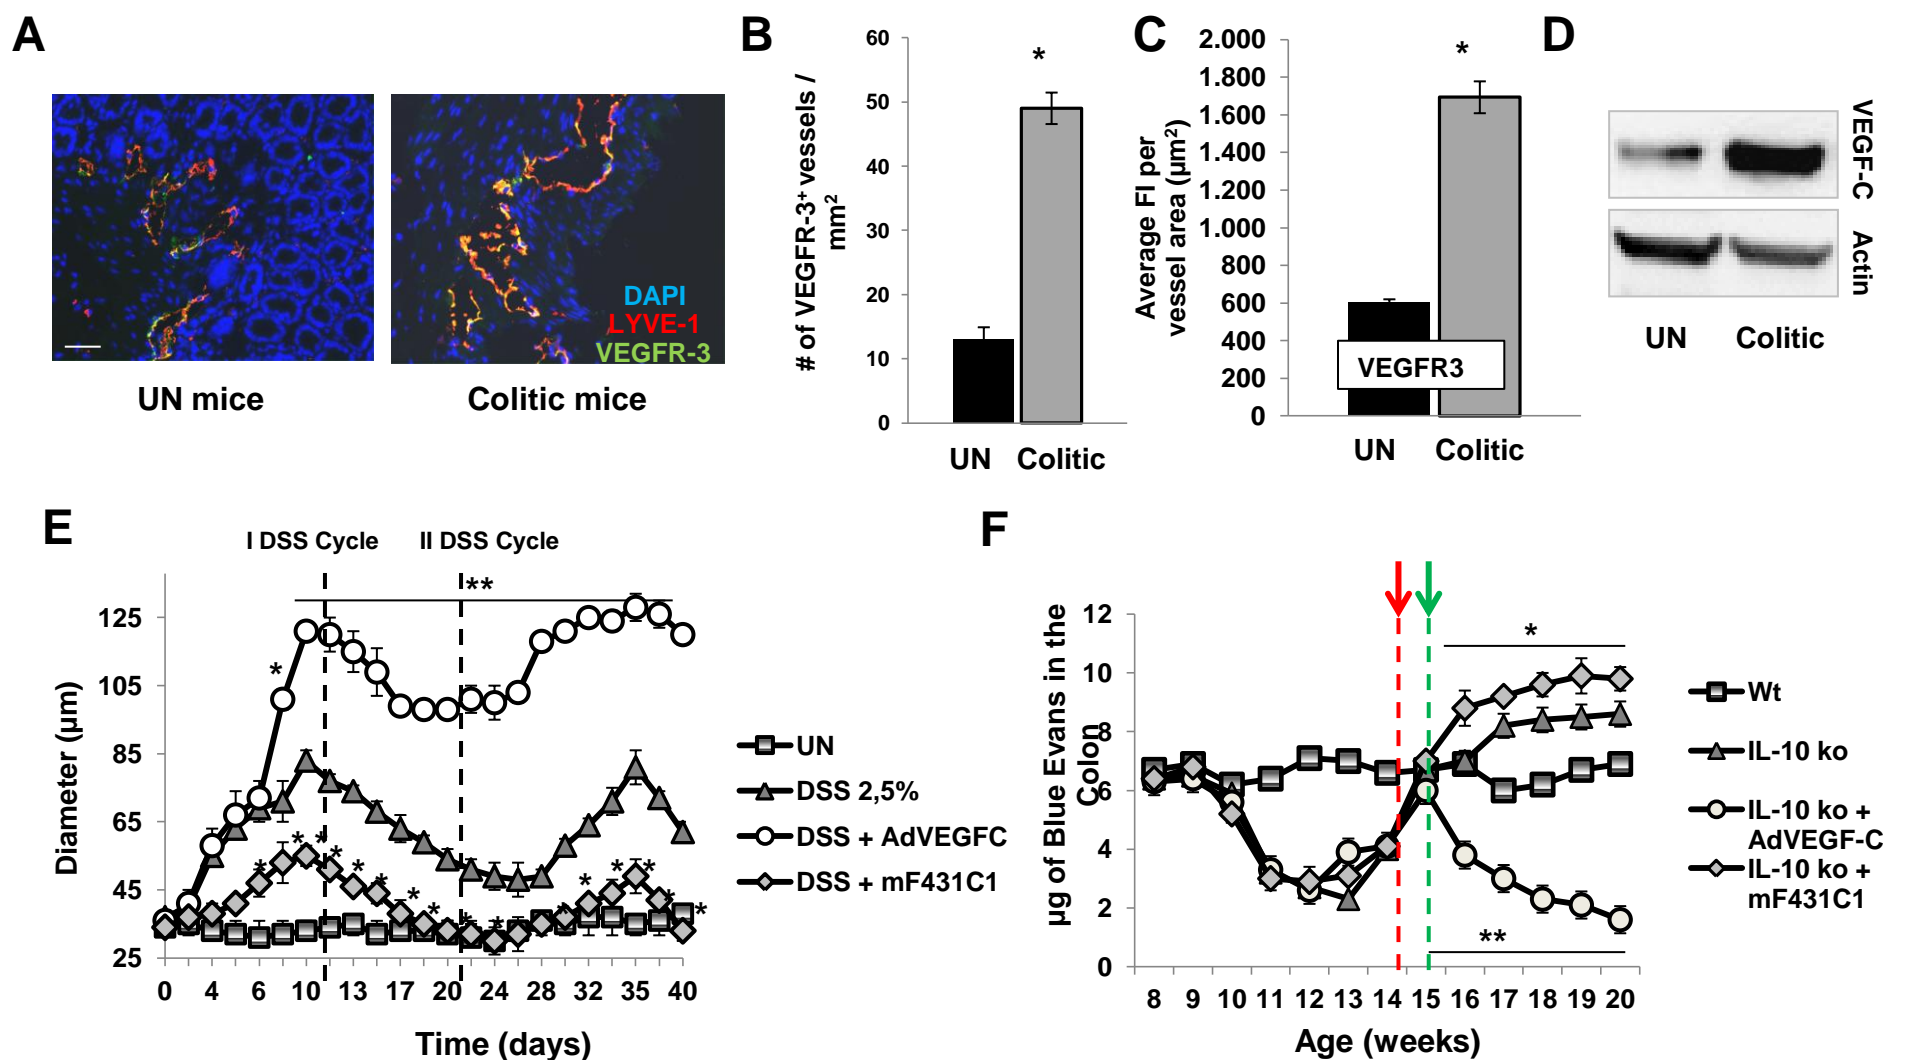 A
DAPI
LYVE-1
VEGFR-3
UN mice
Colitic mice
B
# of VEGFR-3+ vessels /
mm2
60
50
40
30
20
10
0
*
UN
Colitic
C
Average FI per
vessel area (µm2)
2.000
1.800
1.600
1.400
1.200
1.000
800
600
400
200
0
*
VEGFR3
UN
Colitic
D
VEGF-C
Actin
UN
Colitic
E
I DSS Cycle
II DSS Cycle
**
*
Diameter (µm)
125
105
85
65
45
25
* * * * * * * * * * * * * * * * *
0 4 6 10 13 17 20 24 28 32 35 40
Time (days)
UN
DSS 2,5%
DSS + AdVEGFC
DSS + mF431C1
F
µg of Blue Evans in the
Colon
12
10
8
6
4
2
0
*
**
8 9 10 11 12 13 14 15 16 17 18 19 20
Age (weeks)
Wt
IL-10 ko
IL-10 ko +
AdVEGF-C
IL-10 ko +
mF431C1